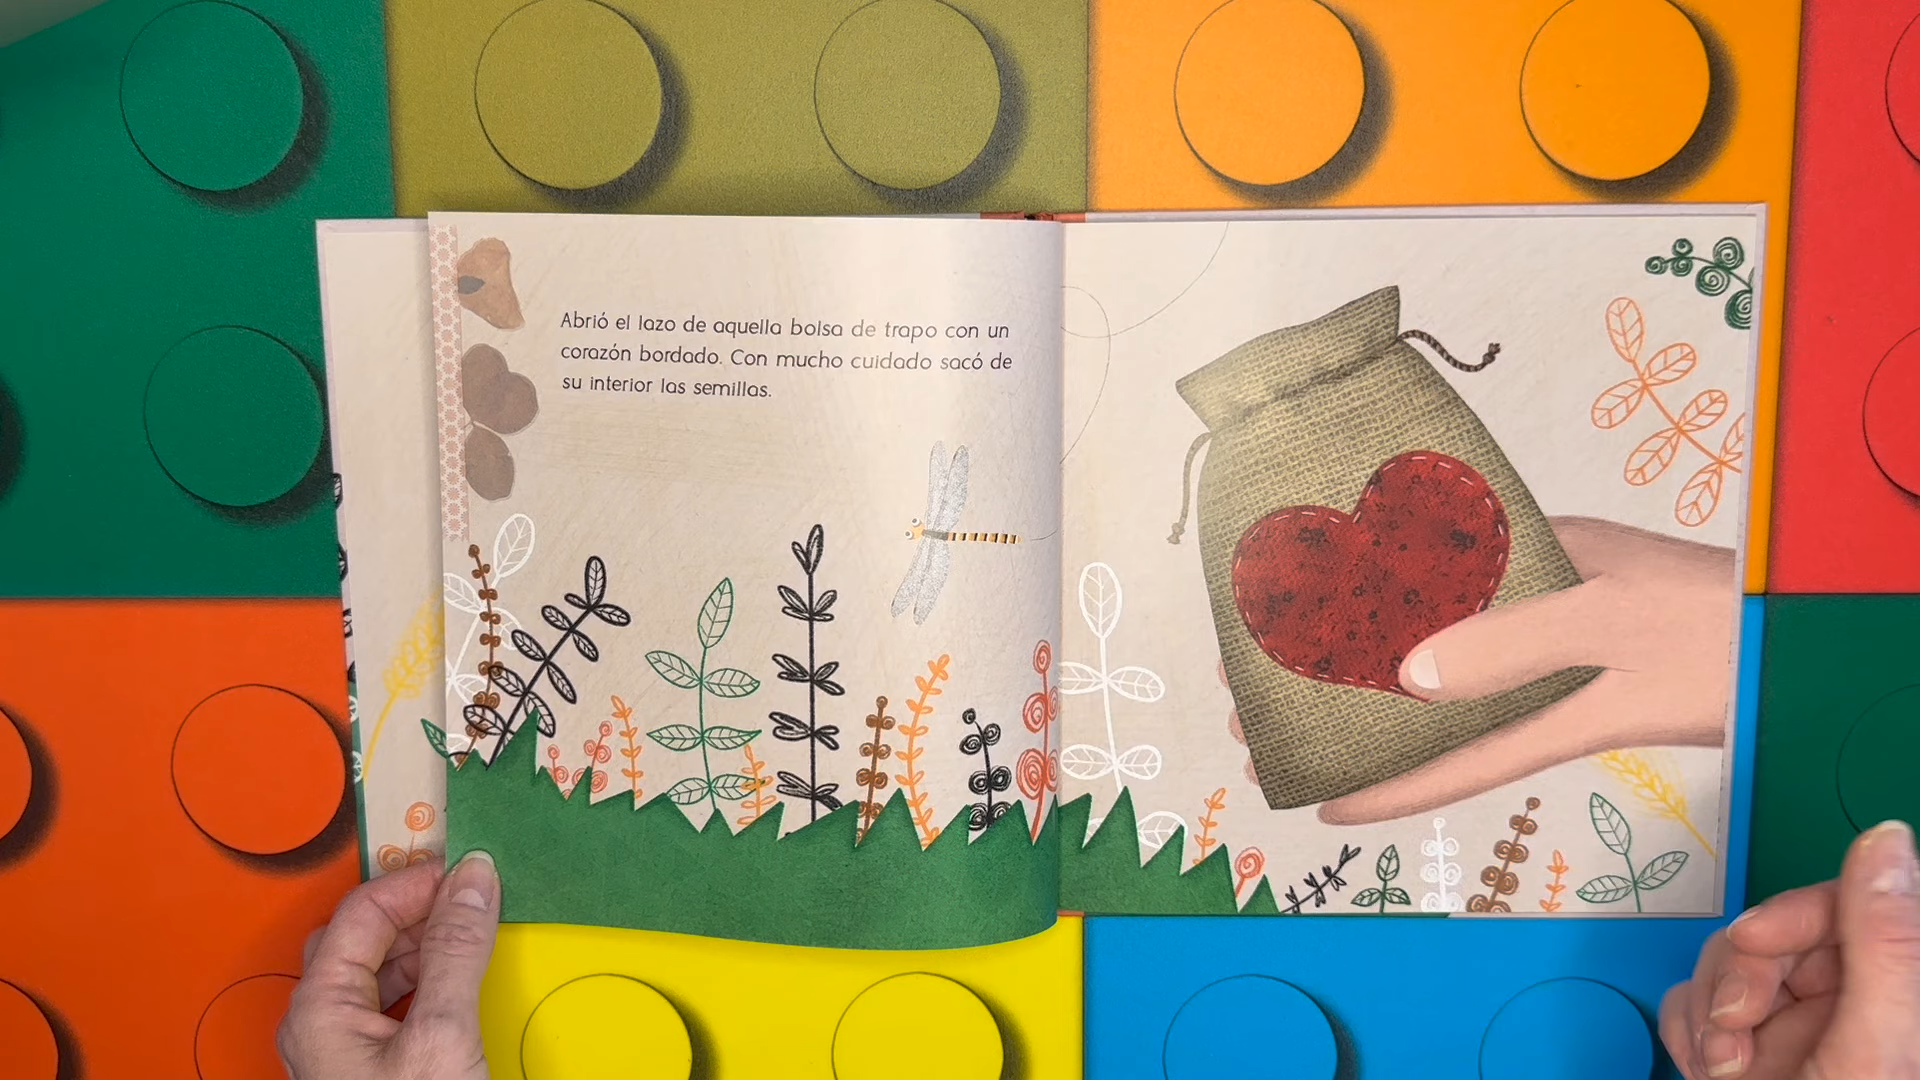 Abrió el lazo de aquella bolsa de trapo con un
corazón bordado. Con mucho cuidado sacó de
su interior las semillas.